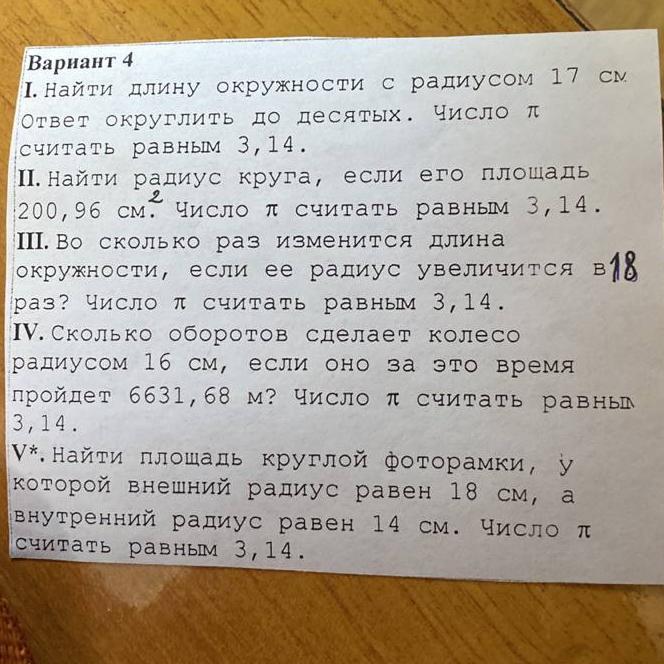 Вариант 4
I. Найти длину окружности с радиусом 17 см
Ответ округлить до десятых. Число π
считать равным 3,14.
II. Найти радиус круга, если его площадь
200,96 см.² Число π считать равным 3,14.
III. Во сколько раз изменится длина
окружности, если ее радиус увеличится в 18
раз? Число π считать равным 3,14.
IV. Сколько оборотов сделает колесо
радиусом 16 см, если оно за это время
пройдет 6631,68 м? Число π считать равным
3,14.
V*. Найти площадь круглой фоторамки, у
которой внешний радиус равен 18 см, а
внутренний радиус равен 14 см. Число π
считать равным 3,14.